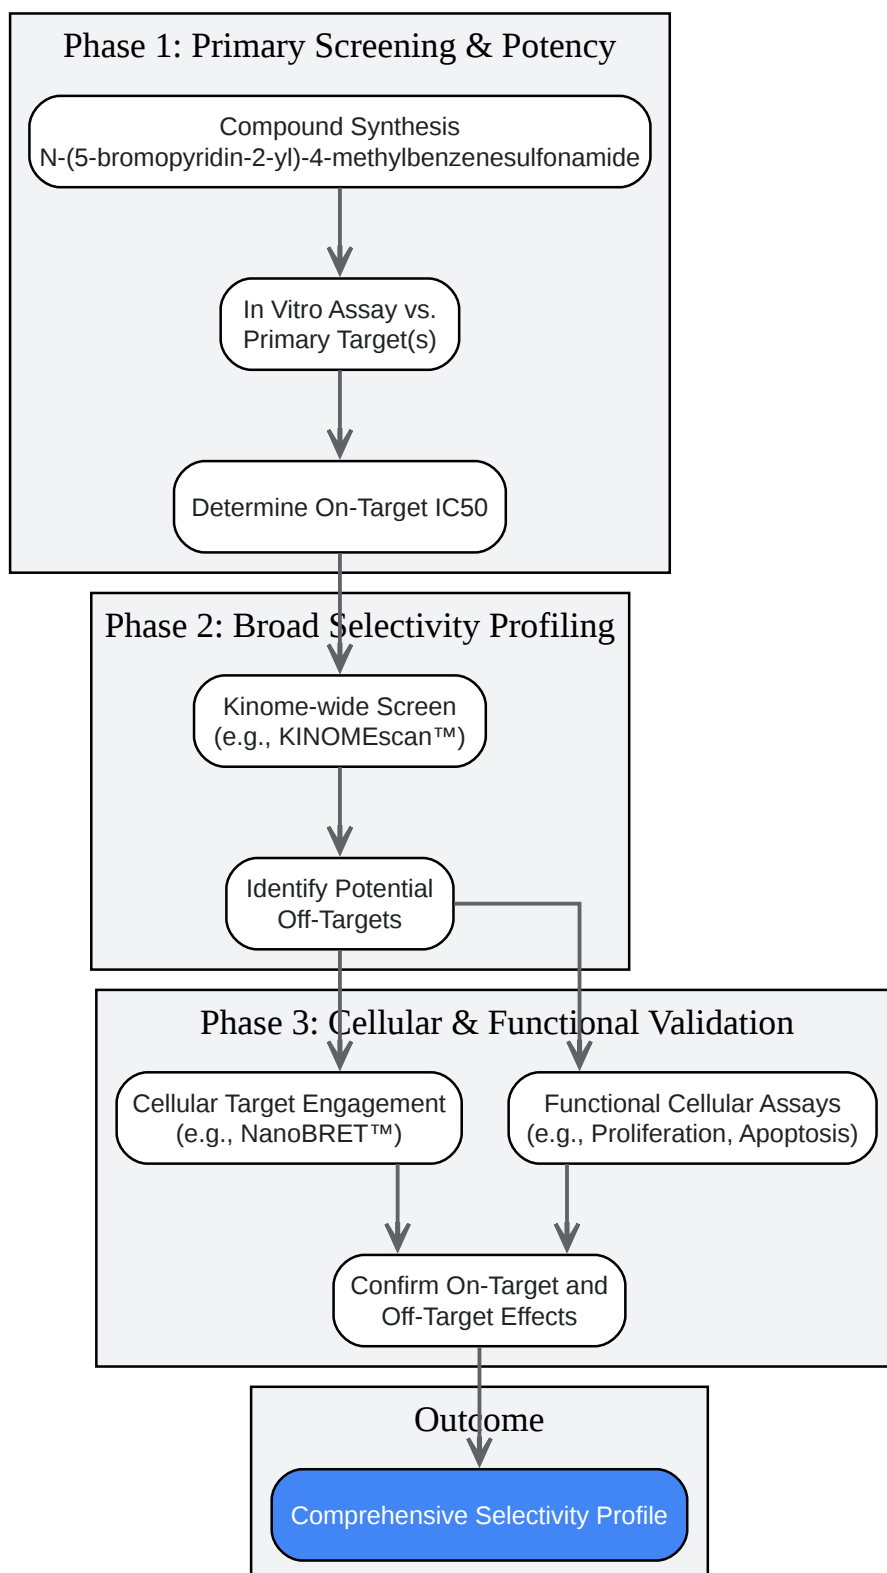 Phase 1: Primary Screening & Potency
Compound Synthesis
N-(5-bromopyridin-2-yl)-4-methylbenzenesulfonamide
In Vitro Assay vs.
Primary Target(s)
Determine On-Target IC50
Phase 2: Broad Selectivity Profiling
Kinome-wide Screen
(e.g., KINOMEscan™)
Identify Potential
Off-Targets
Phase 3: Cellular & Functional Validation
Cellular Target Engagement
(e.g., NanoBRET™)
Functional Cellular Assays
(e.g., Proliferation, Apoptosis)
Confirm On-Target and
Off-Target Effects
Outcome
Comprehensive Selectivity Profile